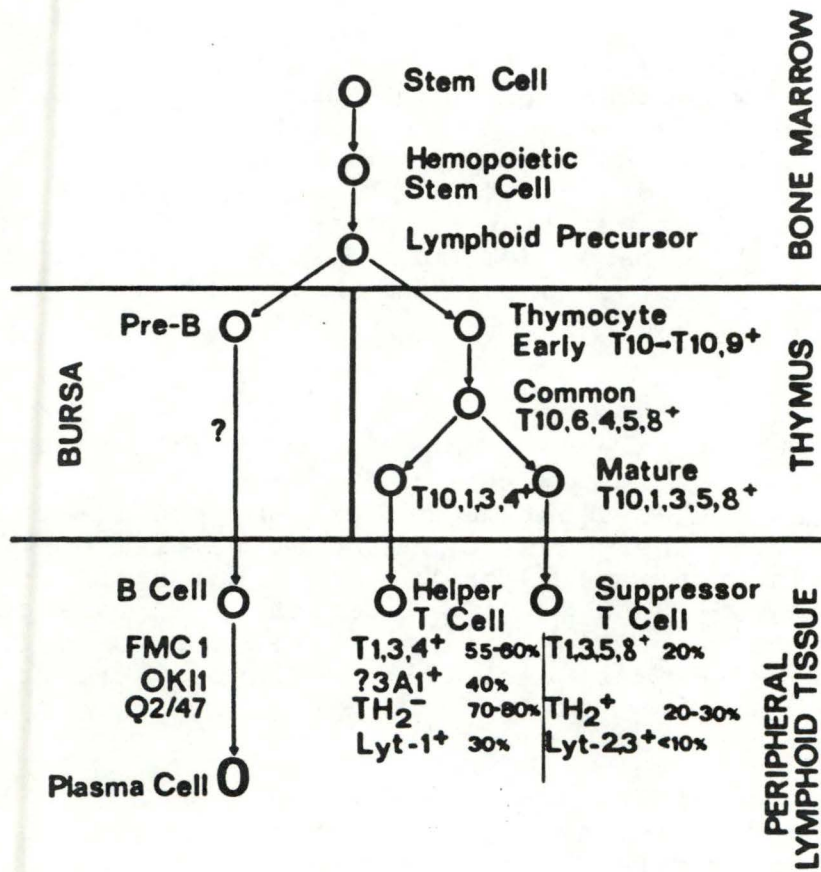 Stem Cell
Hemopoietic
Stem Cell
Lymphoid Precursor
BONE MARROW
Pre-B
Thymocyte
Early T10→T10,9+
Common
T10,6,4,5,8+
?
BURSA
T10,1,3,4+
Mature
T10,1,3,5,8+
THYMUS
B Cell
FMC1
OKI1
Q2/47
Plasma Cell
Helper
T Cell
T1,3,4+ 55-60%
?3A1+ 40%
TH2- 70-80%
Lyt-1+ 30%
Suppressor
T Cell
T1,3,5,8+ 20%
TH2+ 20-30%
Lyt-2,3+ <10%
PERIPHERAL
LYMPHOID TISSUE